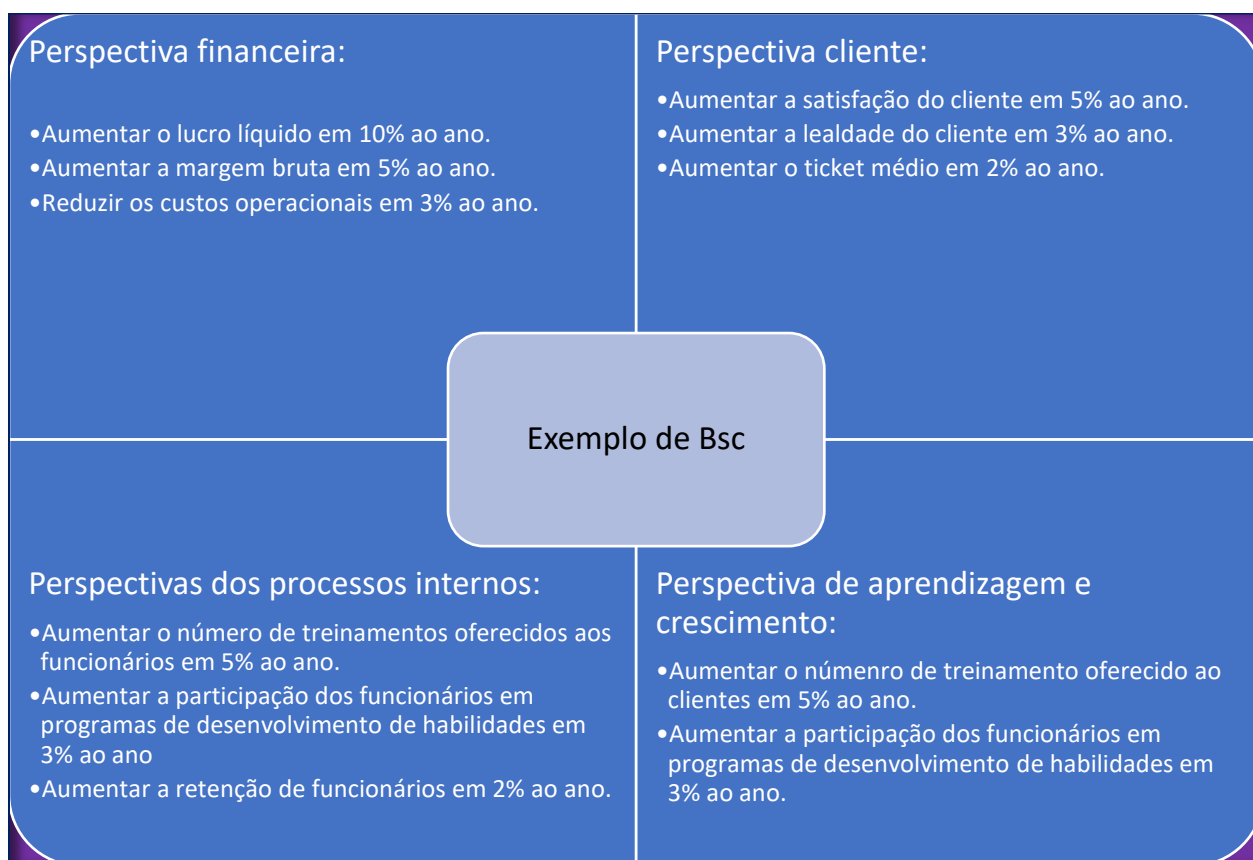 Perspectiva financeira:
•Aumentar o lucro líquido em 10% ao ano.
•Aumentar a margem bruta em 5% ao ano.
•Reduzir os custos operacionais em 3% ao ano.
Perspectiva cliente:
•Aumentar a satisfação do cliente em 5% ao ano.
•Aumentar a lealdade do cliente em 3% ao ano.
•Aumentar o ticket médio em 2% ao ano.
Exemplo de Bsc
Perspectivas dos processos internos:
•Aumentar o número de treinamentos oferecidos aos
funcionários em 5% ao ano.
•Aumentar a participação dos funcionários em
programas de desenvolvimento de habilidades em
3% ao ano
•Aumentar a retenção de funcionários em 2% ao ano.
Perspectiva de aprendizagem e
crescimento:
•Aumentar o númenro de treinamento oferecido ao
clientes em 5% ao ano.
•Aumentar a participação dos funcionários em
programas de desenvolvimento de habilidades em
3% ao ano.